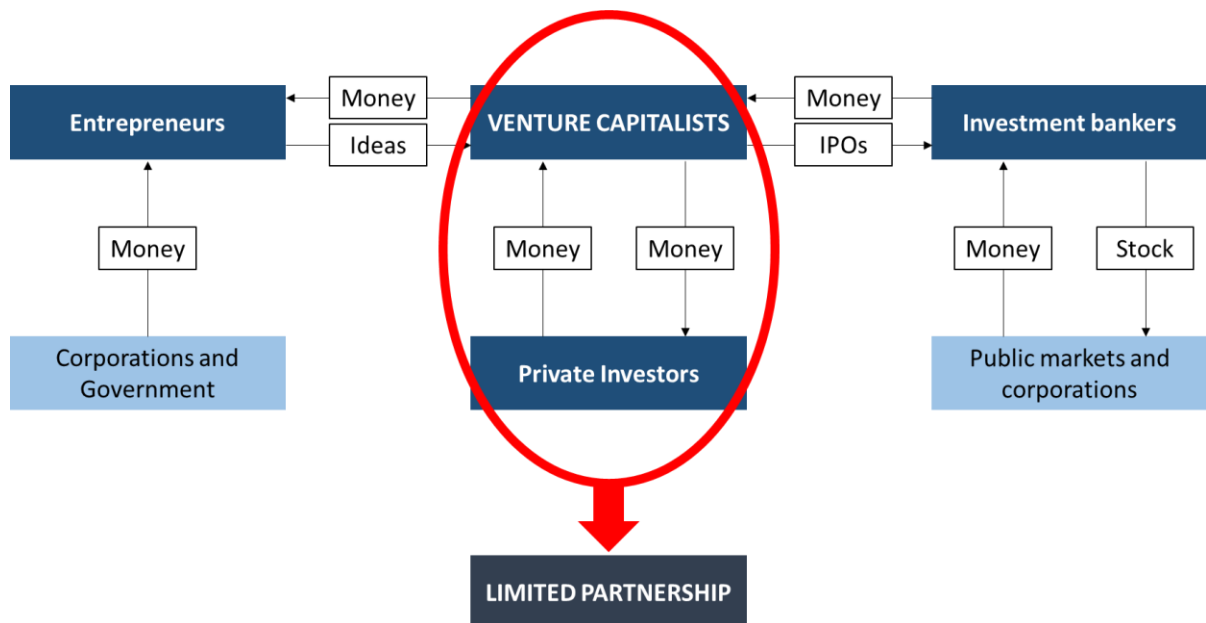 Money
Money
Entrepreneurs
VENTURE CAPITALISTS
Investment bankers
Ideas
IPOs
Money
Money
Money
Money
Stock
Corporations and
Government
Private Investors
Public markets and
corporations
LIMITED PARTNERSHIP